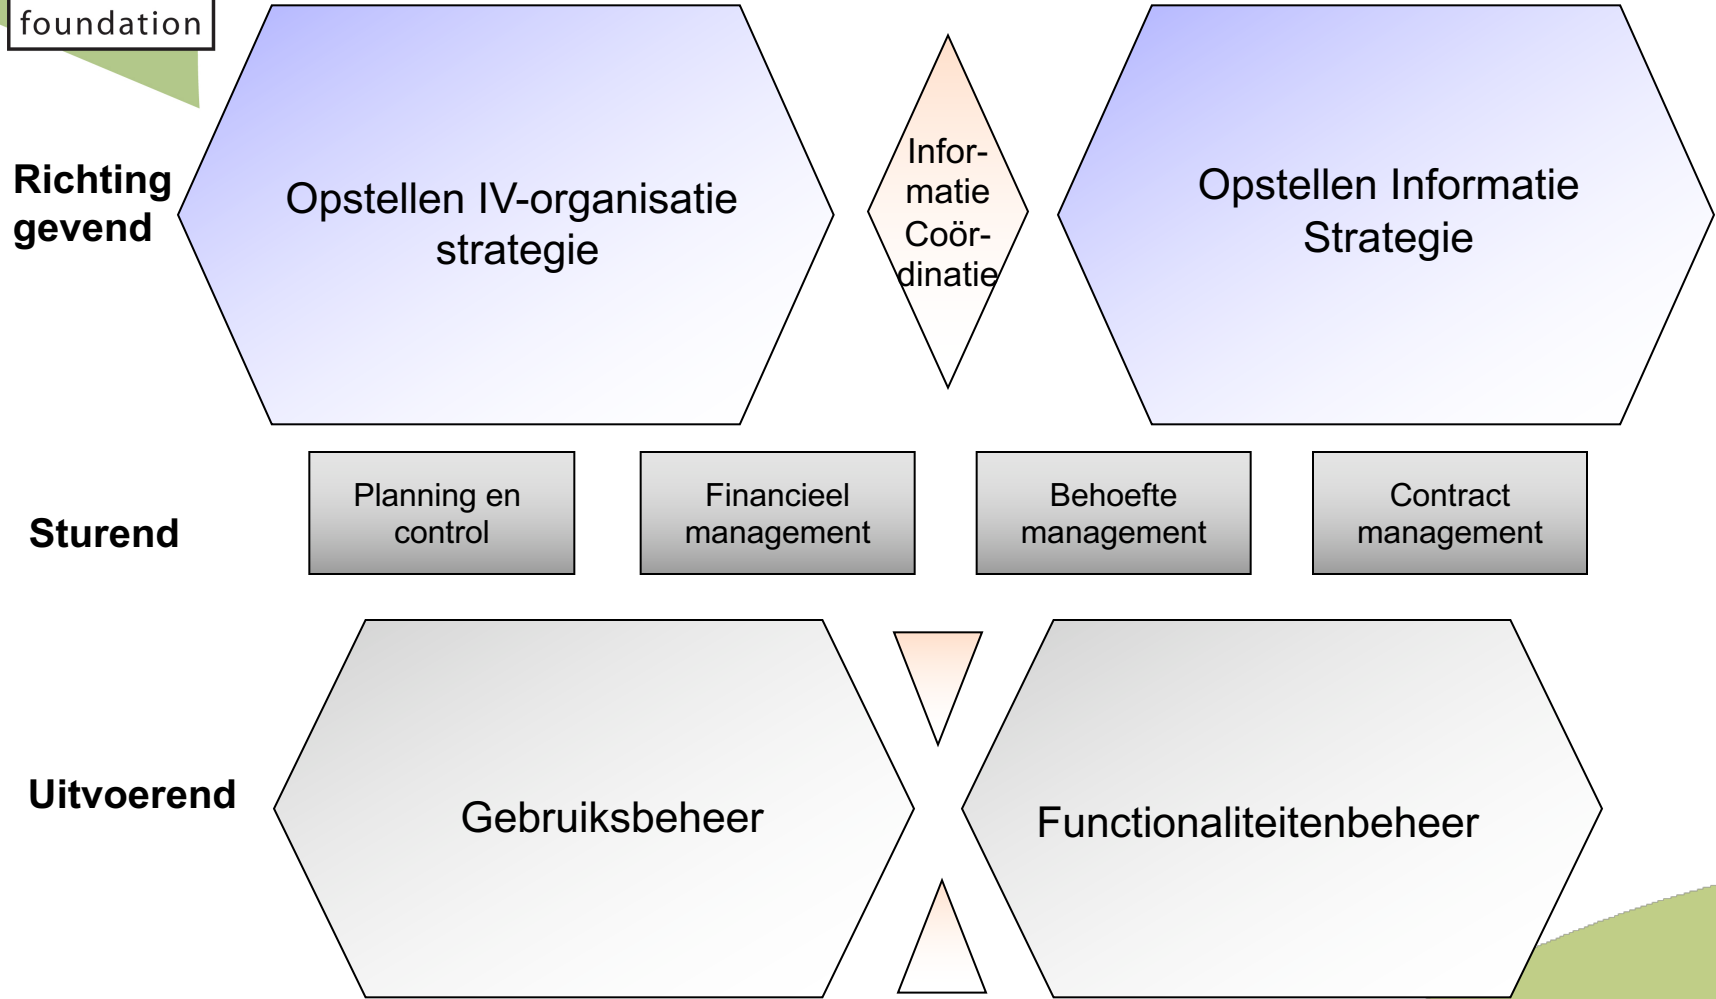 foundation
Richting
gevend
Opstellen IV-organisatie
strategie
Infor-
matie
Coör-
dinatie
Opstellen Informatie
Strategie
Sturend
Planning en
control
Financieel
management
Behoefte
management
Contract
management
Uitvoerend
Gebruiksbeheer
Functionaliteitenbeheer